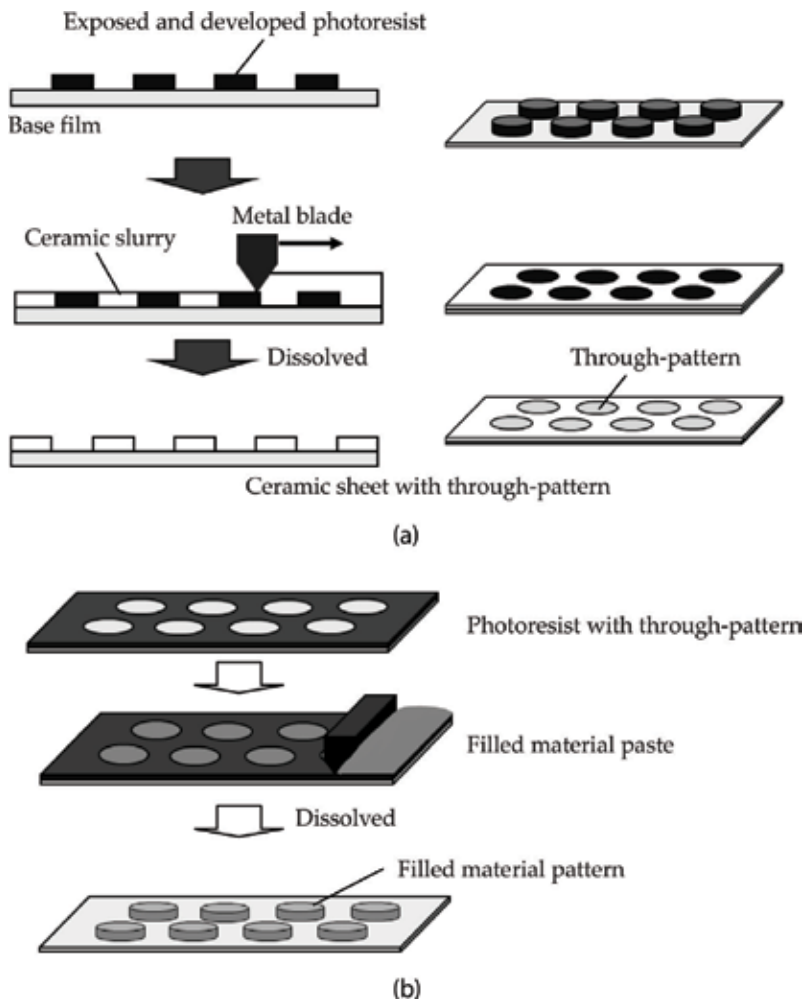 Exposed and developed photoresist
Base film
Metal blade
Ceramic slurry
Dissolved
Through-pattern
Ceramic sheet with through-pattern
(a)
Photoresist with through-pattern
Filled material paste
Dissolved
Filled material pattern
(b)